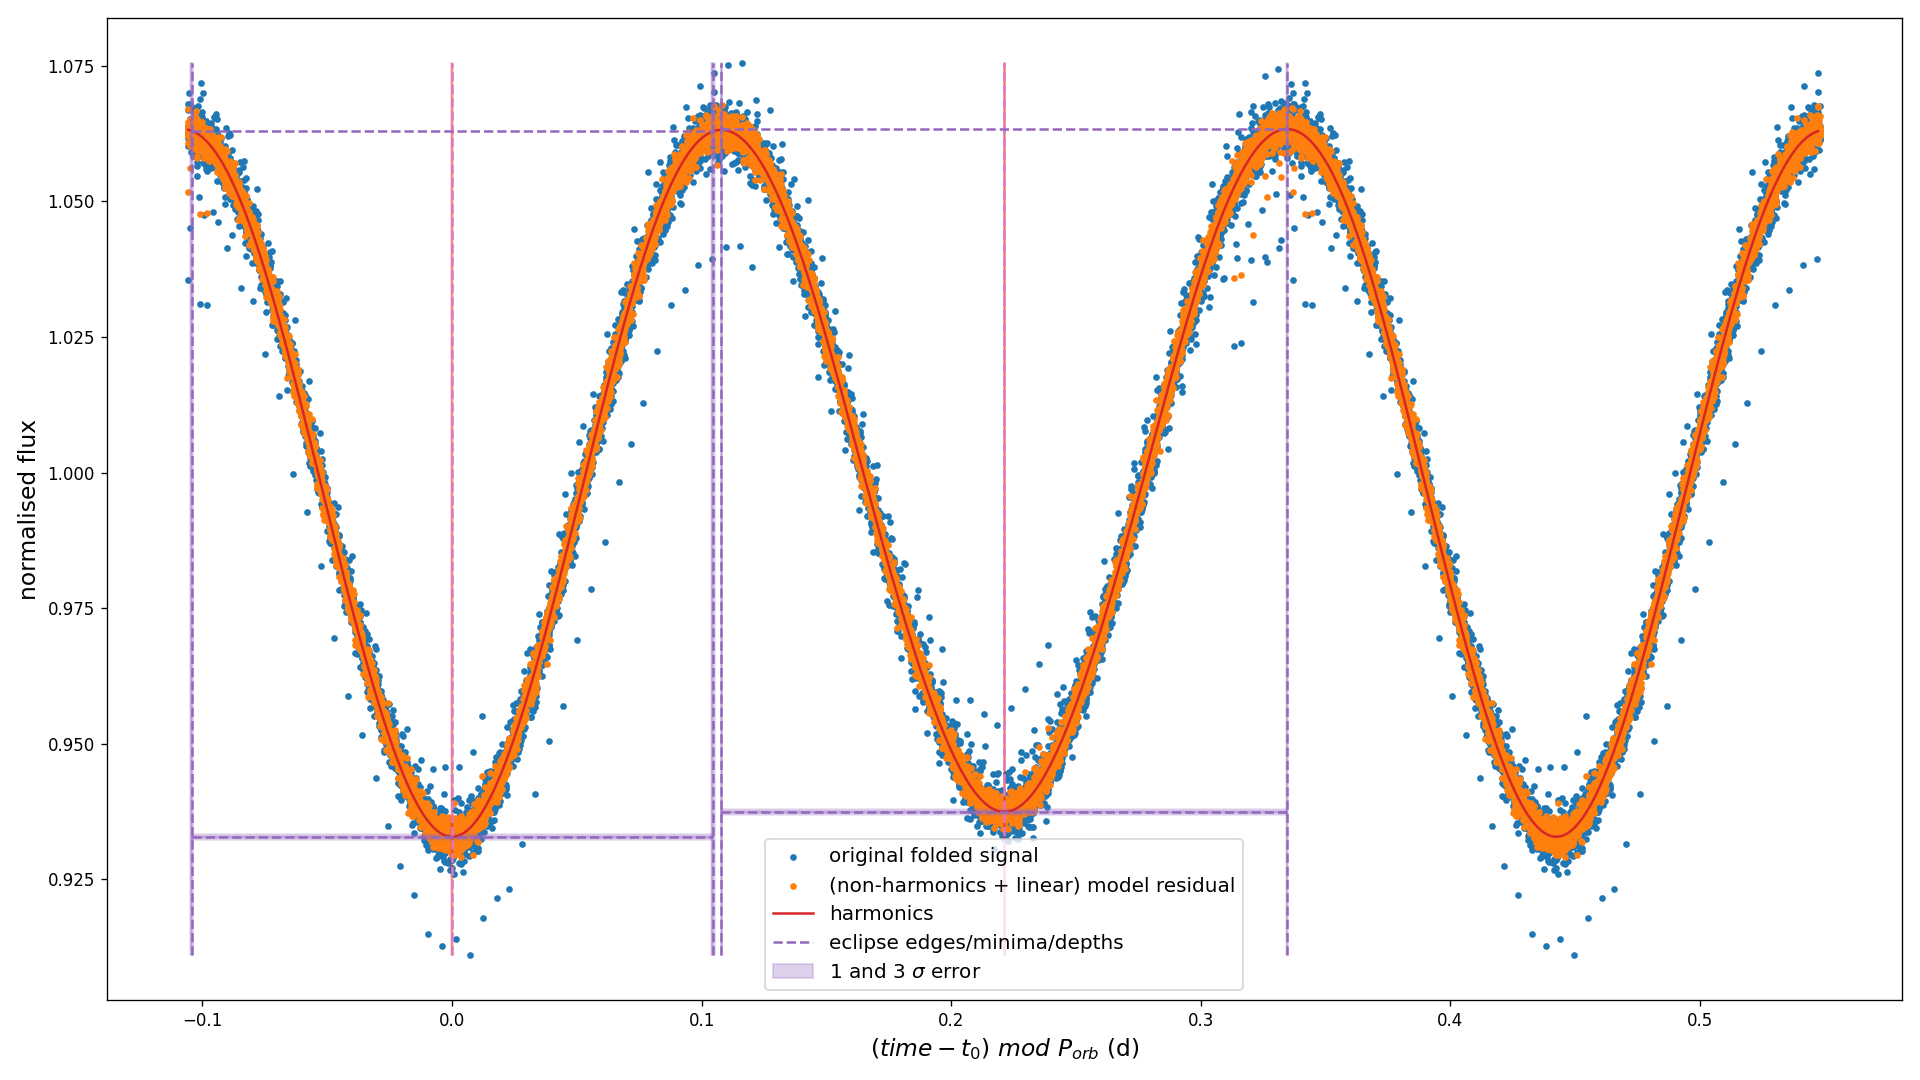 1.075
1.050
1.025
1.000
0.975
0.950
0.925
normalised flux
original folded signal
(non-harmonics + linear) model residual
harmonics
eclipse edges/minima/depths
1 and 3 σ error
−0.1 0.0 0.1 0.2 0.3 0.4 0.5
(time − t₀) mod P_orb (d)